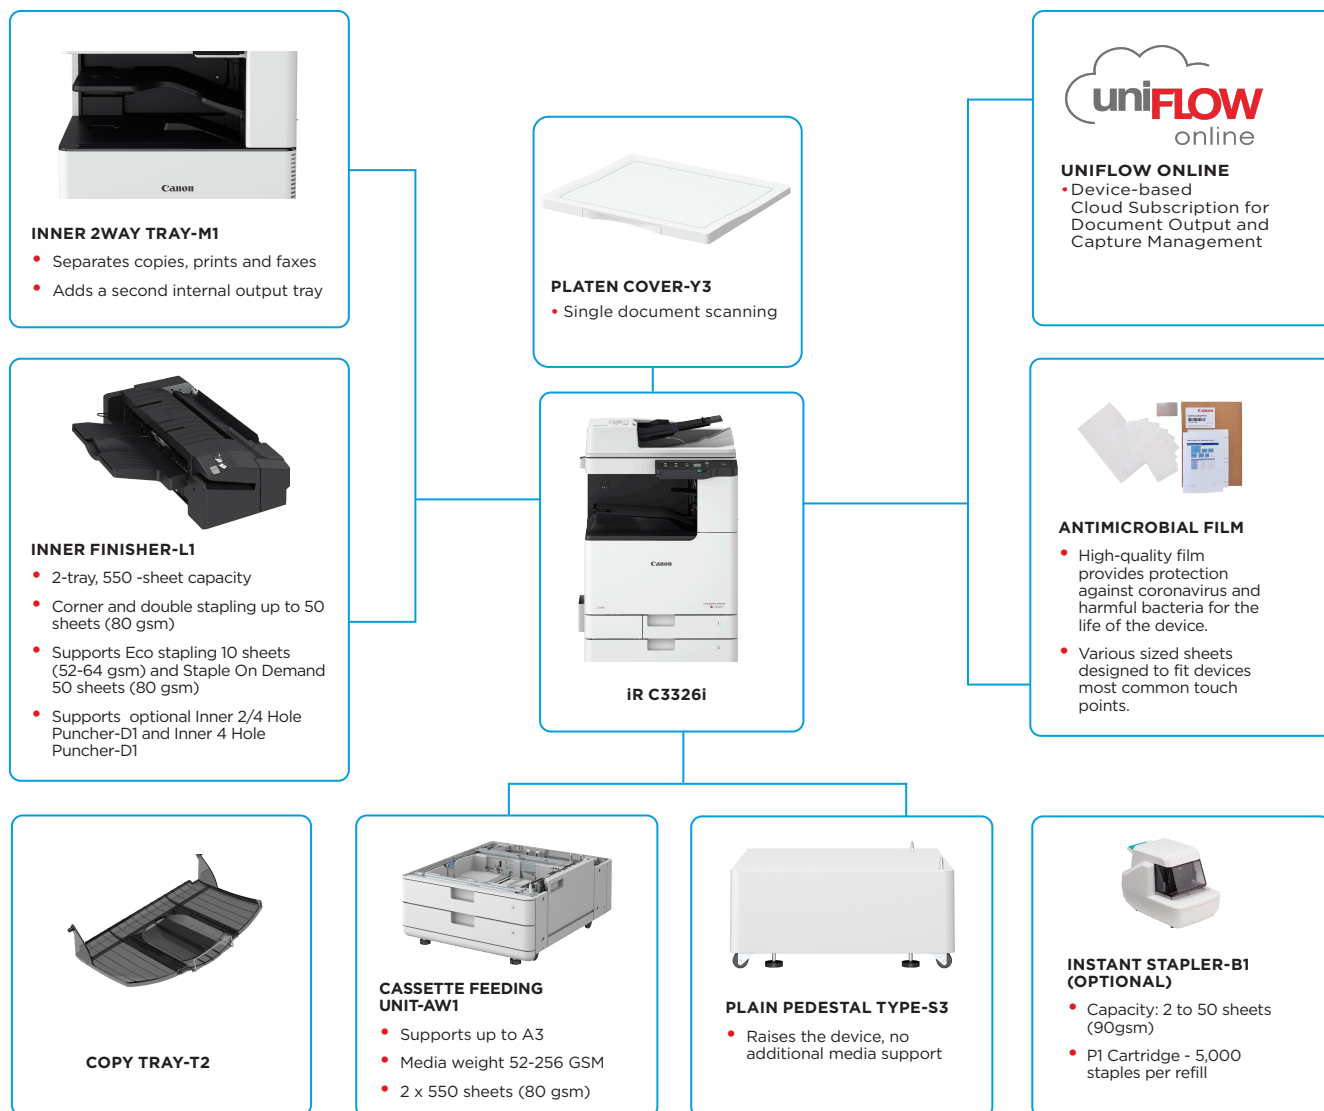 Canon
INNER 2WAY TRAY-M1
• Separates copies, prints and faxes
• Adds a second internal output tray
PLATEN COVER-Y3
• Single document scanning
uniFLOW
online
UNIFLOW ONLINE
• Device-based
Cloud Subscription for
Document Output and
Capture Management
INNER FINISHER-L1
• 2-tray, 550 -sheet capacity
• Corner and double stapling up to 50
sheets (80 gsm)
• Supports Eco stapling 10 sheets
(52-64 gsm) and Staple On Demand
50 sheets (80 gsm)
• Supports optional Inner 2/4 Hole
Puncher-D1 and Inner 4 Hole
Puncher-D1
Canon
iR C3326i
Canon
ANTIMICROBIAL FILM
• High-quality film
provides protection
against coronavirus and
harmful bacteria for the
life of the device.
• Various sized sheets
designed to fit devices
most common touch
points.
COPY TRAY-T2
CASSETTE FEEDING
UNIT-AW1
• Supports up to A3
• Media weight 52-256 GSM
• 2 x 550 sheets (80 gsm)
PLAIN PEDESTAL TYPE-S3
• Raises the device, no
additional media support
INSTANT STAPLER-B1
(OPTIONAL)
• Capacity: 2 to 50 sheets
(90gsm)
• P1 Cartridge - 5,000
staples per refill